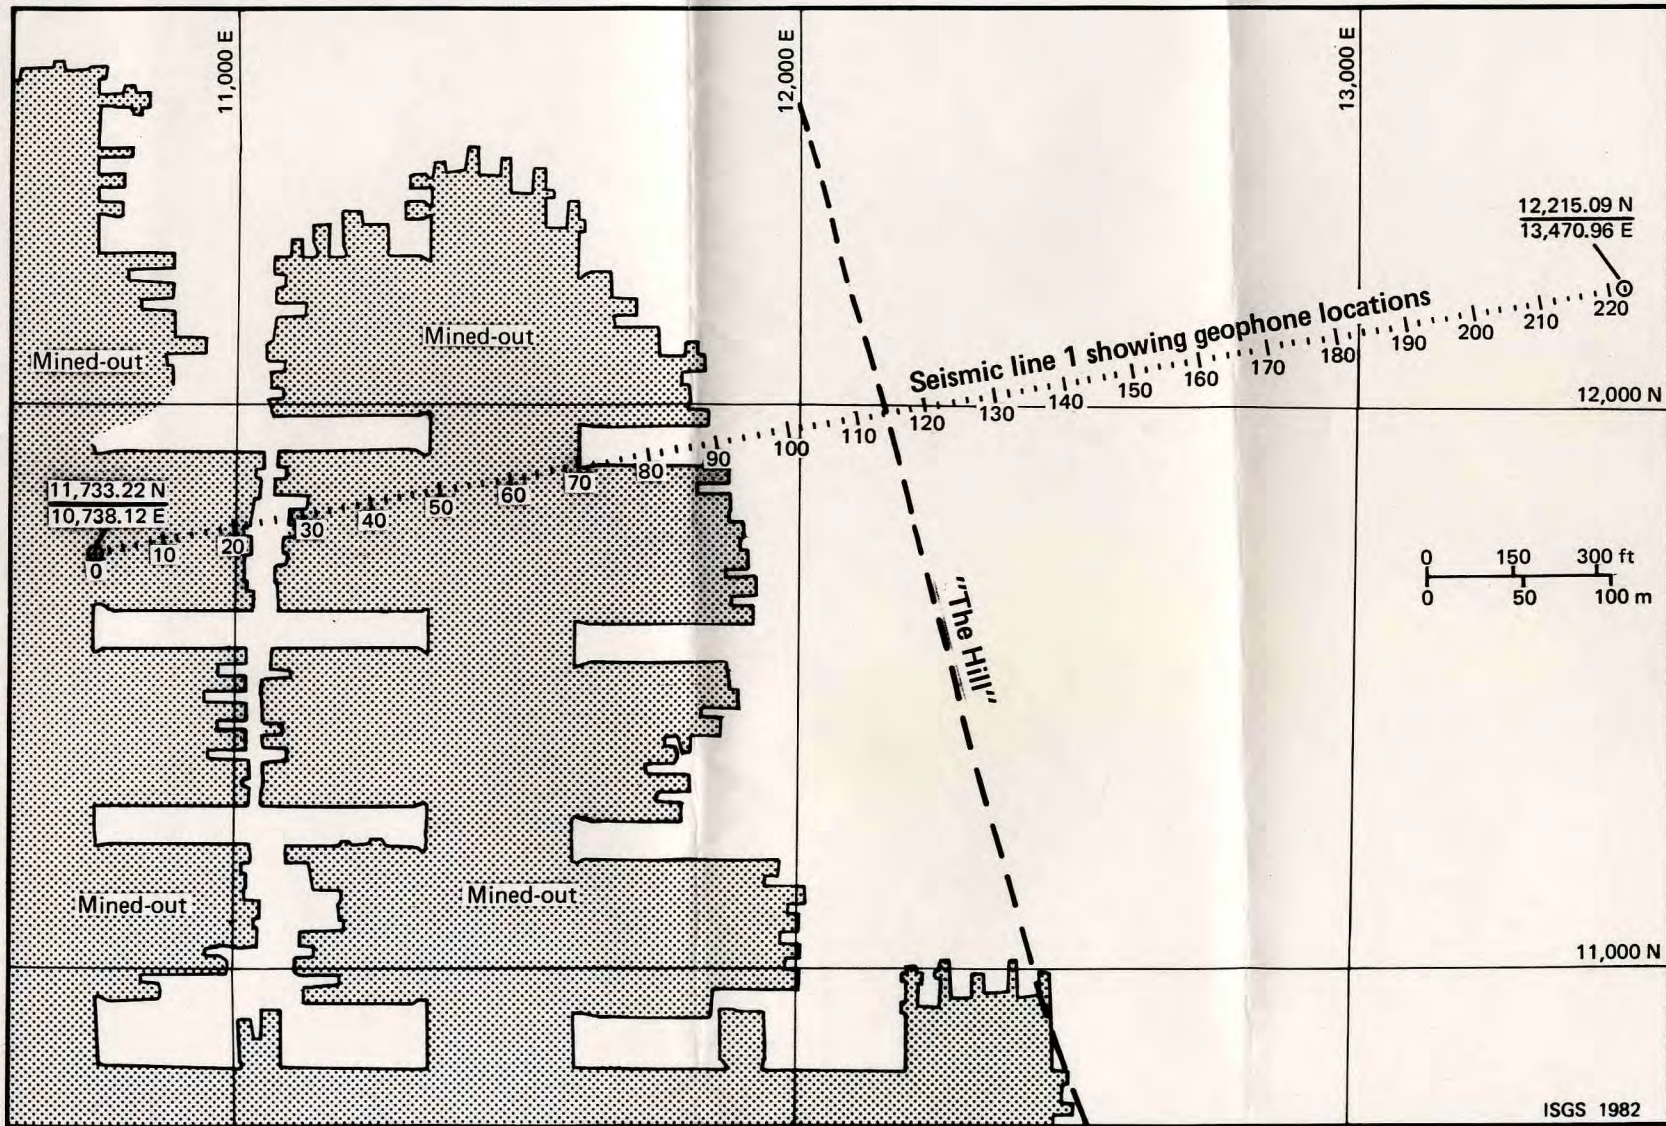 11,000 E
12,000 E
13,000 E
12,215.09 N
13,470.96 E
Mined-out
Mined-out
Seismic line 1 showing geophone locations
12,000 N
11,733.22 N
10,738.12 E
0
10
20
30
40
50
60
70
80
90
100
110
120
130
140
150
160
170
180
190
200
210
220
0 150 300 ft
0 50 100 m
"The Hill"
Mined-out
Mined-out
11,000 N
ISGS 1982